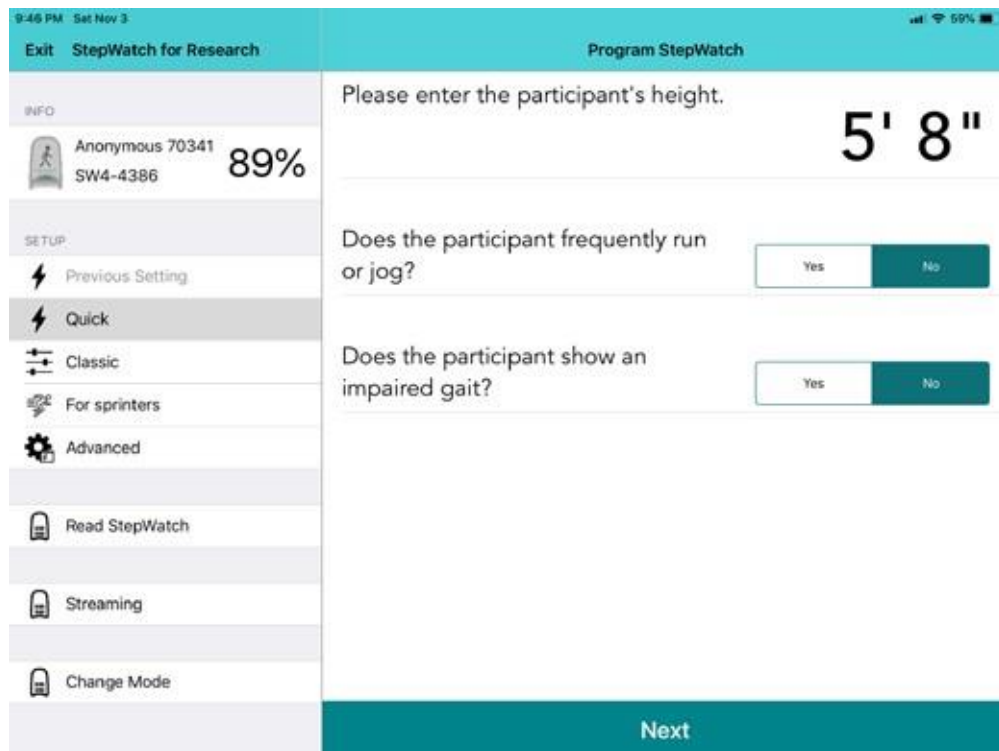 9:46 PM Sat Nov 3
59%
Exit StepWatch for Research
Program StepWatch
INFO
Anonymous 70341
SW4-4386
89%
SETUP
Previous Setting
Quick
Classic
For sprinters
Advanced
Read StepWatch
Streaming
Change Mode
Please enter the participant's height.
5' 8"
Does the participant frequently run
or jog?
Yes No
Does the participant show an
impaired gait?
Yes No
Next